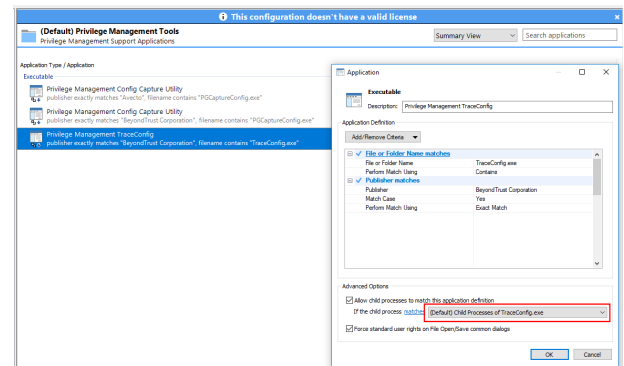 This configuration doesn't have a valid license
(Default) Privilege Management Tools
Privilege Management Support Applications
Summary View
Search applications
Application Type / Application
Executable
Privilege Management Config Capture Utility
publisher exactly matches "Avecto", filename contains "PGCaptureConfig.exe"
Privilege Management Config Capture Utility
publisher exactly matches "BeyondTrust Corporation", filename contains "PGCaptureConfig.exe"
Privilege Management TraceConfig
publisher exactly matches "BeyondTrust Corporation", filename contains "TraceConfig.exe"
Application
Executable
Description: Privilege Management TraceConfig
Application Definition
Add/Remove Criteria
File or Folder Name matches
File or Folder Name TraceConfig.exe
Perform Match Using Contains
Publisher matches
Publisher BeyondTrust Corporation
Match Case Yes
Perform Match Using Exact Match
Advanced Options
Allow child processes to match this application definition
If the child process matches (Default) Child Processes of TraceConfig.exe
Force standard user rights on File Open/Save common dialogs
OK Cancel